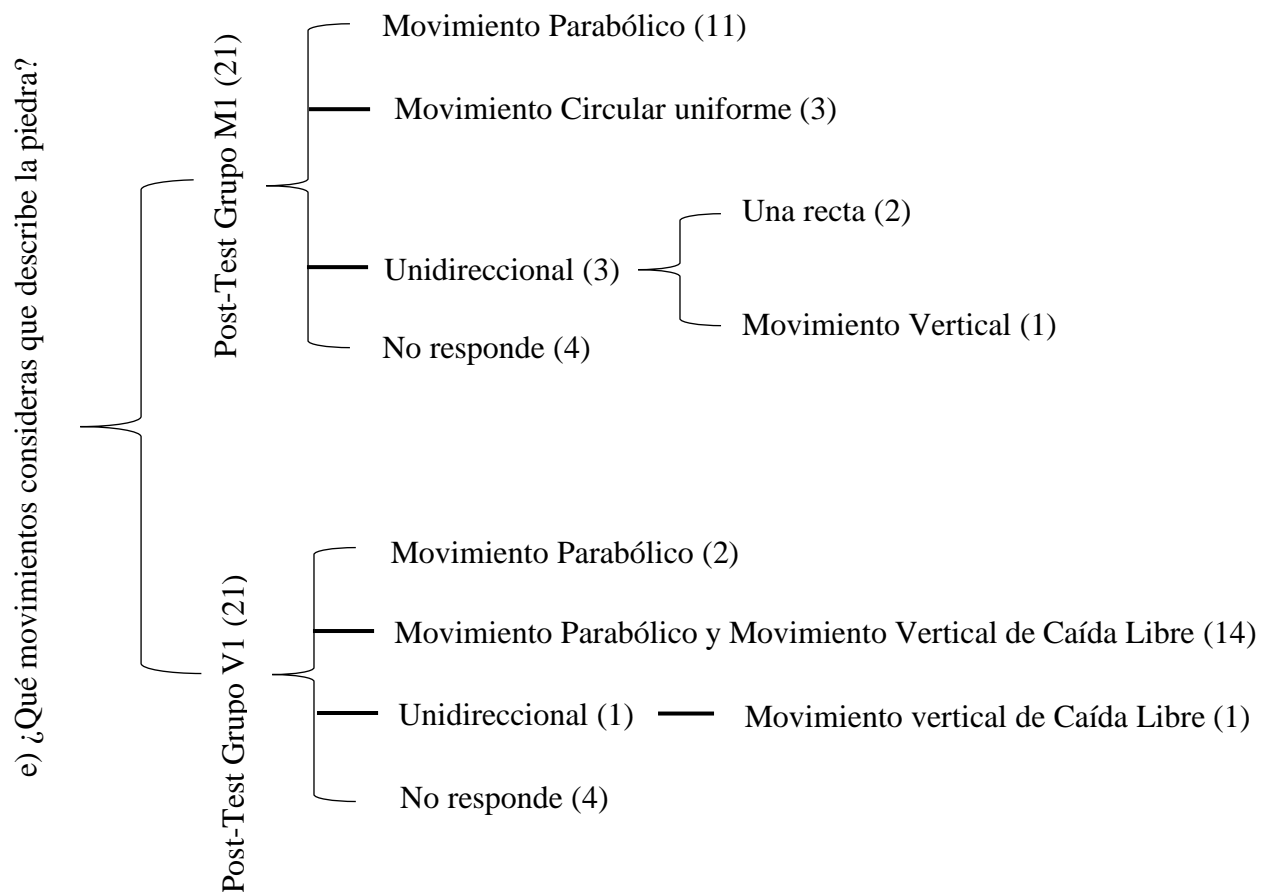 e) ¿Qué movimientos consideras que describe la piedra?
Post-Test Grupo M1 (21)
Movimiento Parabólico (11)
Movimiento Circular uniforme (3)
Unidireccional (3)
Una recta (2)
Movimiento Vertical (1)
No responde (4)
Post-Test Grupo V1 (21)
Movimiento Parabólico (2)
Movimiento Parabólico y Movimiento Vertical de Caída Libre (14)
Unidireccional (1)
Movimiento vertical de Caída Libre (1)
No responde (4)